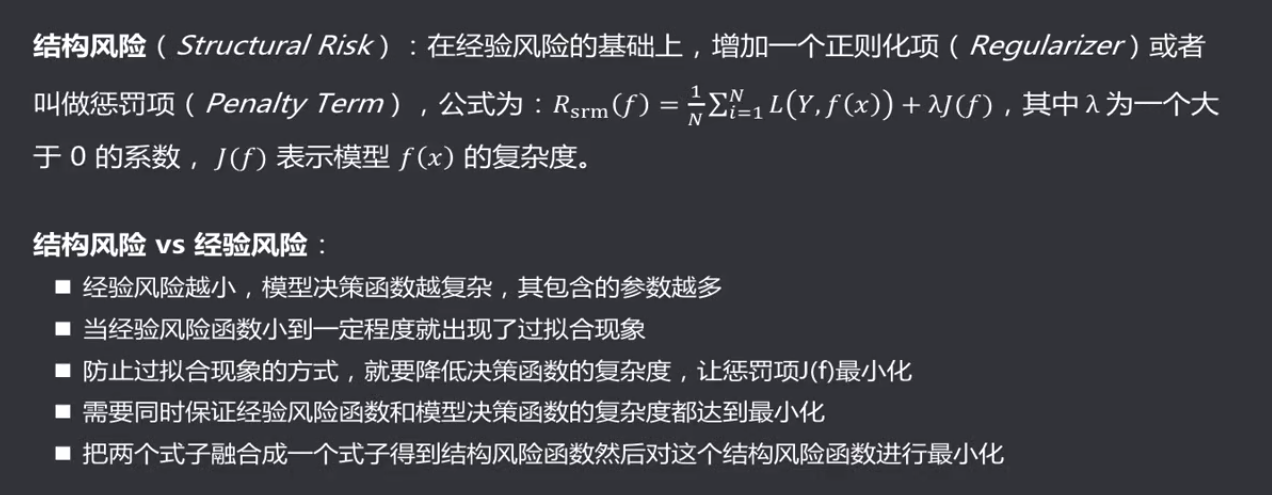 结构风险（Structural Risk）：在经验风险的基础上，增加一个正则化项（Regularizer）或者
叫做惩罚项（Penalty Term），公式为：R_srm(f) = 1/N ∑_{i=1}^{N} L(Y, f(x)) + λJ(f)，其中 λ 为一个大
于 0 的系数， J(f) 表示模型 f(x) 的复杂度。
结构风险 vs 经验风险：
■ 经验风险越小，模型决策函数越复杂，其包含的参数越多
■ 当经验风险函数小到一定程度就出现了过拟合现象
■ 防止过拟合现象的方式，就要降低决策函数的复杂度，让惩罚项J(f)最小化
■ 需要同时保证经验风险函数和模型决策函数的复杂度都达到最小化
■ 把两个式子融合成一个式子得到结构风险函数然后对这个结构风险函数进行最小化